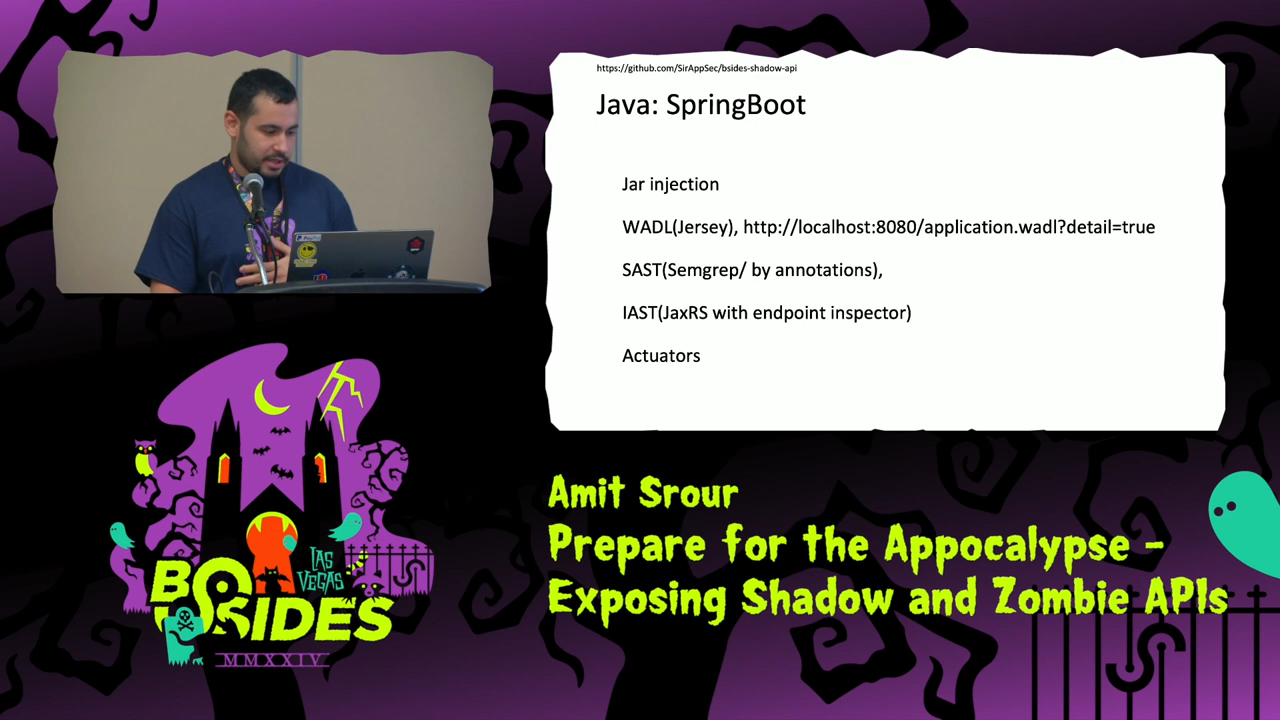 https://github.com/SirAppSec/bsides-shadow-api
Java: SpringBoot
Jar injection
WADL(Jersey), http://localhost:8080/application.wadl?detail=true
SAST(Semgrep/ by annotations),
IAST(JaxRS with endpoint inspector)
Actuators
LAS
VEGAS
BSIDES
MMXXIV
Amit Srour
Prepare for the Appocalypse -
Exposing Shadow and Zombie APIs